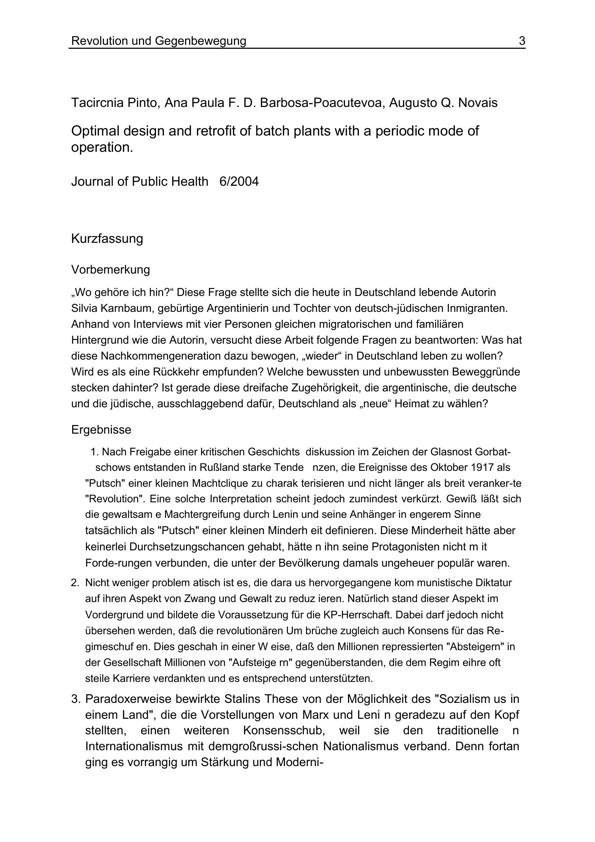 Revolution und Gegenbewegung 3
Tacircnia Pinto, Ana Paula F. D. Barbosa-Poacutevoa, Augusto Q. Novais
Optimal design and retrofit of batch plants with a periodic mode of
operation.
Journal of Public Health 6/2004
Kurzfassung
Vorbemerkung
„Wo gehöre ich hin?“ Diese Frage stellte sich die heute in Deutschland lebende Autorin
Silvia Karnbaum, gebürtige Argentinierin und Tochter von deutsch-jüdischen Inmigranten.
Anhand von Interviews mit vier Personen gleichen migratorischen und familiären
Hintergrund wie die Autorin, versucht diese Arbeit folgende Fragen zu beantworten: Was hat
diese Nachkommengeneration dazu bewogen, „wieder“ in Deutschland leben zu wollen?
Wird es als eine Rückkehr empfunden? Welche bewussten und unbewussten Beweggründe
stecken dahinter? Ist gerade diese dreifache Zugehörigkeit, die argentinische, die deutsche
und die jüdische, ausschlaggebend dafür, Deutschland als „neue“ Heimat zu wählen?
Ergebnisse
1. Nach Freigabe einer kritischen Geschichts diskussion im Zeichen der Glasnost Gorbat-
schows entstanden in Rußland starke Tende nzen, die Ereignisse des Oktober 1917 als
"Putsch" einer kleinen Machtclique zu charak terisieren und nicht länger als breit veranker-te
"Revolution". Eine solche Interpretation scheint jedoch zumindest verkürzt. Gewiß läßt sich
die gewaltsam e Machtergreifung durch Lenin und seine Anhänger in engerem Sinne
tatsächlich als "Putsch" einer kleinen Minderh eit definieren. Diese Minderheit hätte aber
keinerlei Durchsetzungschancen gehabt, hätte n ihn seine Protagonisten nicht m it
Forde-rungen verbunden, die unter der Bevölkerung damals ungeheuer populär waren.
2. Nicht weniger problem atisch ist es, die dara us hervorgegangene kom munistische Diktatur
auf ihren Aspekt von Zwang und Gewalt zu reduz ieren. Natürlich stand dieser Aspekt im
Vordergrund und bildete die Voraussetzung für die KP-Herrschaft. Dabei darf jedoch nicht
übersehen werden, daß die revolutionären Um brüche zugleich auch Konsens für das Re-
gimeschuf en. Dies geschah in einer W eise, daß den Millionen repressierten "Absteigern" in
der Gesellschaft Millionen von "Aufsteige rn" gegenüberstanden, die dem Regim eihre oft
steile Karriere verdankten und es entsprechend unterstützten.
3. Paradoxerweise bewirkte Stalins These von der Möglichkeit des "Sozialism us in
einem Land", die die Vorstellungen von Marx und Leni n geradezu auf den Kopf
stellten, einen weiteren Konsensschub, weil sie den traditionelle n
Internationalismus mit demgroßrussi-schen Nationalismus verband. Denn fortan
ging es vorrangig um Stärkung und Moderni-